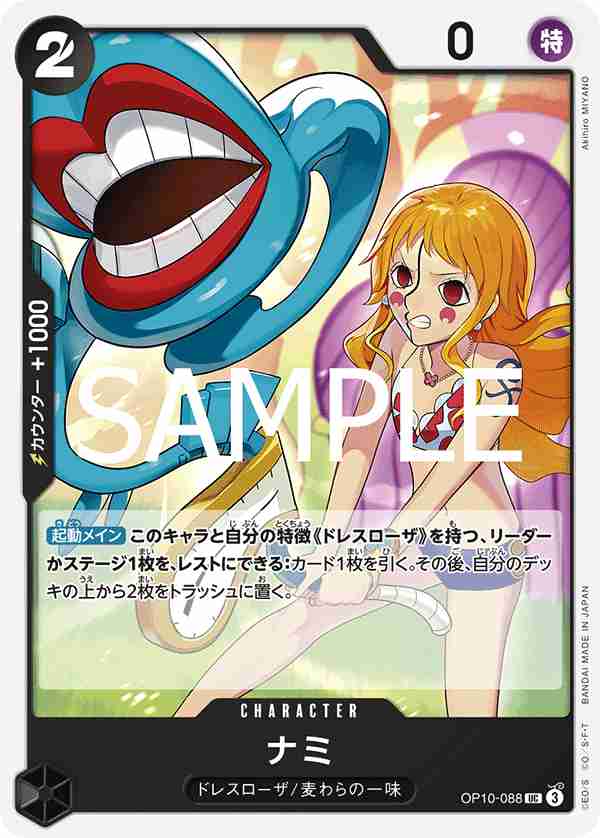 2
0
特
Akihiro MIYANO
カウンター +1000
SAMPLE
起動メイン このキャラと自分の特徴《ドレスローザ》を持つ、リーダー
かステージ1枚を、レストにできる:カード1枚を引く。その後、自分のデッ
キの上から2枚をトラッシュに置く。
©E.O/S ©O/S・F・T BANDAI MADE IN JAPAN
CHARACTER
ナミ
ドレスローザ/麦わらの一味
OP10-088 UC 3